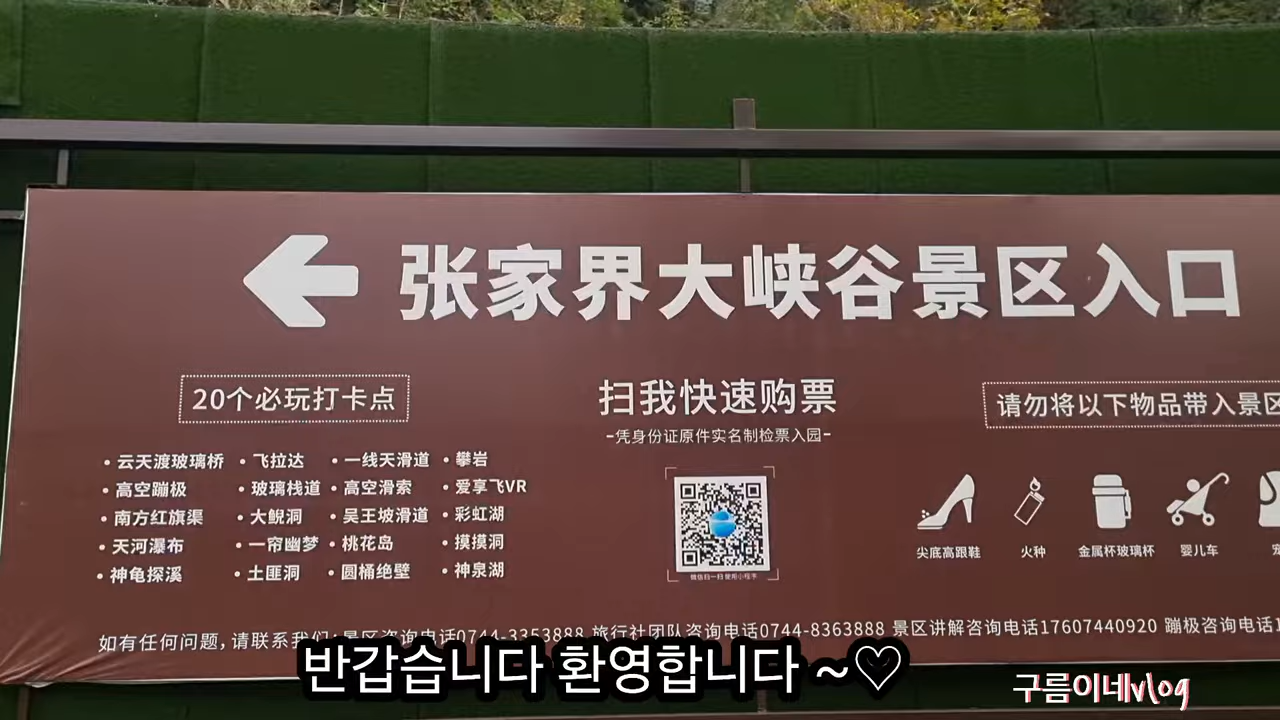 张家界大峡谷景区入口
20个必玩打卡点
云天渡玻璃桥 飞拉达 一线天滑道 攀岩
高空蹦极 玻璃栈道 高空滑索 爱享飞VR
南方红旗渠 大鲵洞 吴王坡滑道 彩虹湖
天河瀑布 一帘幽梦 桃花岛 摸摸洞
神龟探溪 土匪洞 圆桶绝壁 神泉湖
扫我快速购票
-凭身份证原件实名制检票入园-
微信扫一扫 使用小程序
请勿将以下物品带入景区
尖底高跟鞋 火种 金属杯玻璃杯 婴儿车
如有任何问题,请联系我们:景区咨询电话0744-3353888 旅行社团队咨询电话0744-8363888 景区讲解咨询电话17607440920 蹦极咨询电话1
반갑습니다 환영합니다 ~♡
구름이네vlog